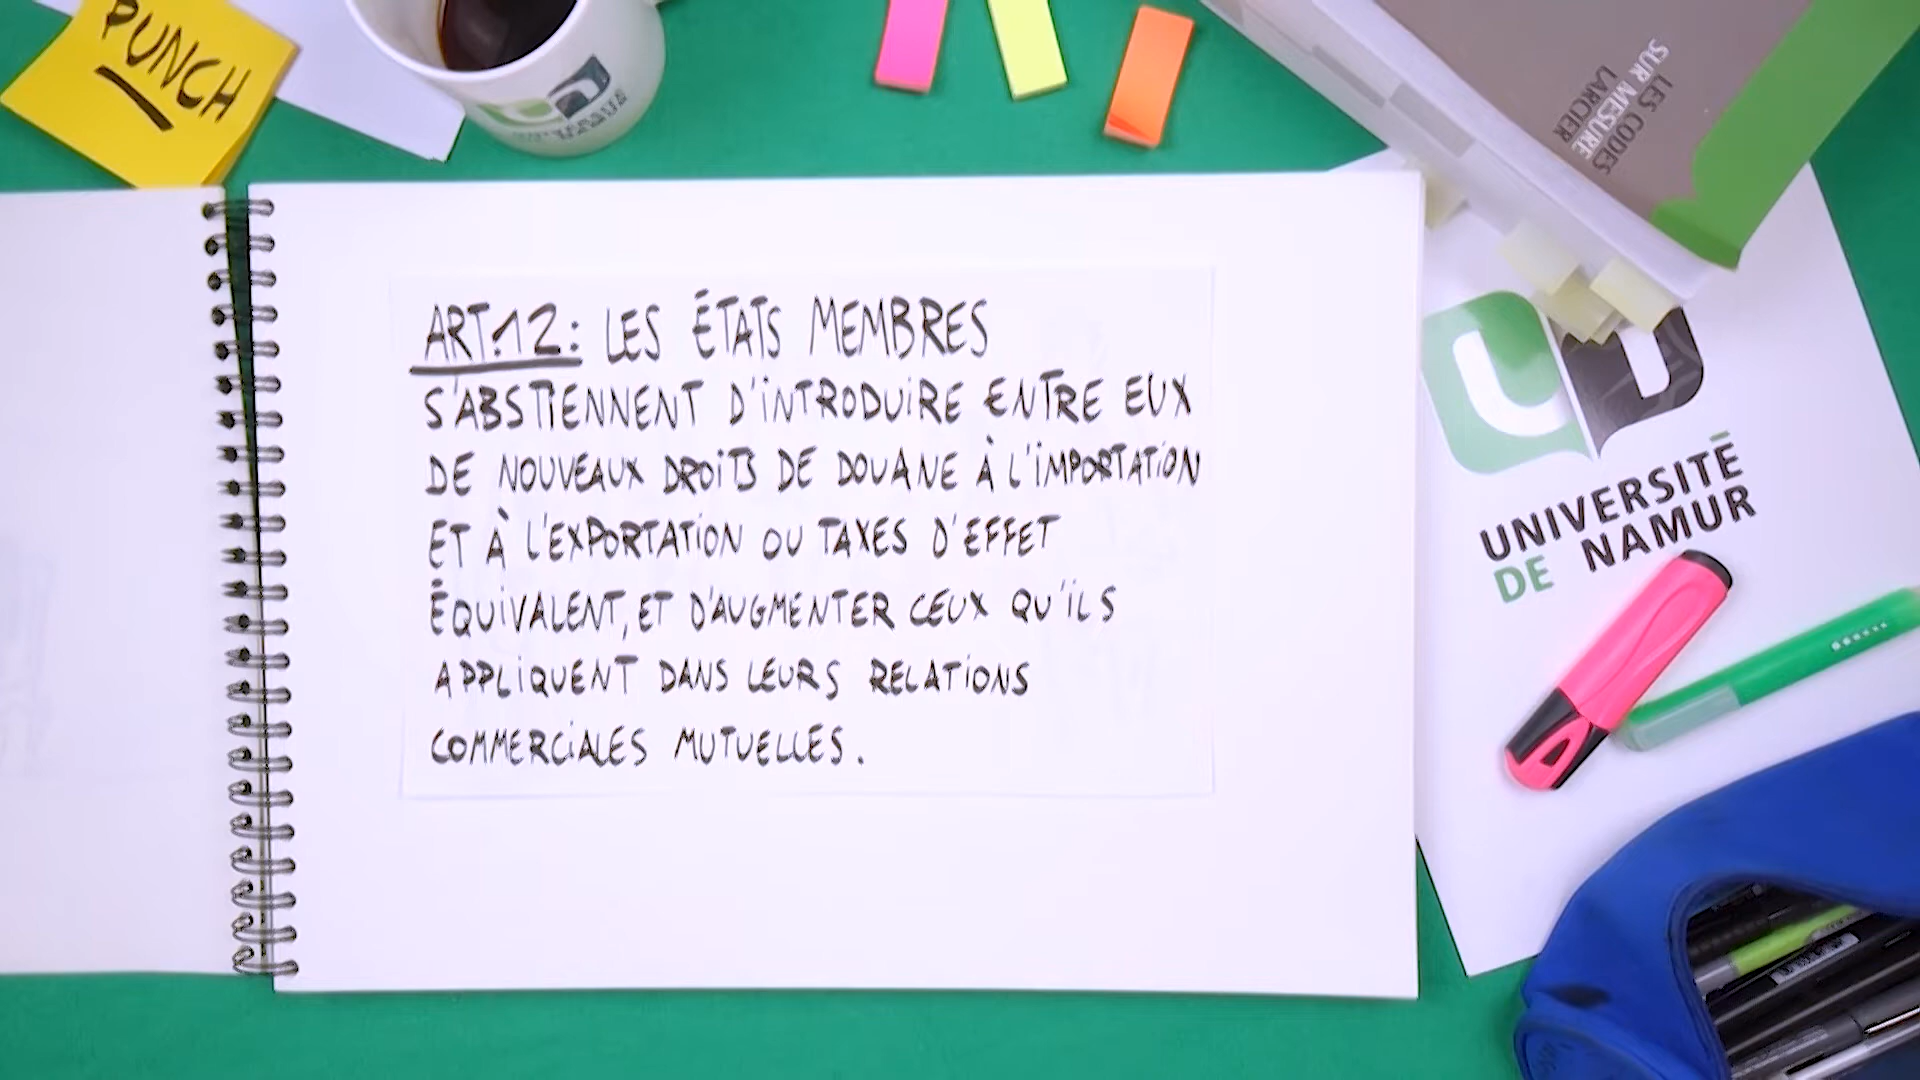 PUNCH
LES CODES
SUR MESURE
LARCIER
ART.12: LES ÉTATS MEMBRES
S'ABSTIENNENT D'INTRODUIRE ENTRE EUX
DE NOUVEAUX DROITS DE DOUANE À L'IMPORTATION
ET À L'EXPORTATION OU TAXES D'EFFET
ÉQUIVALENT, ET D'AUGMENTER CEUX QU'ILS
APPLIQUENT DANS LEURS RELATIONS
COMMERCIALES MUTUELLES.
UNIVERSITÉ
DE NAMUR